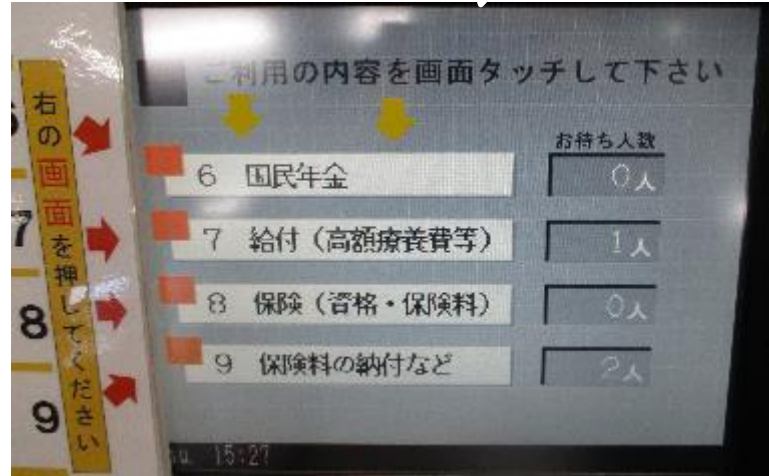 ご利用の内容を画面タッチして下さい
お待ち人数
6 国民年金 0人
7 給付（高額療養費等） 1人
8 保険（資格・保険料） 0人
9 保険料の納付など 2人
15:27
右の画面を押してください
7
8
9